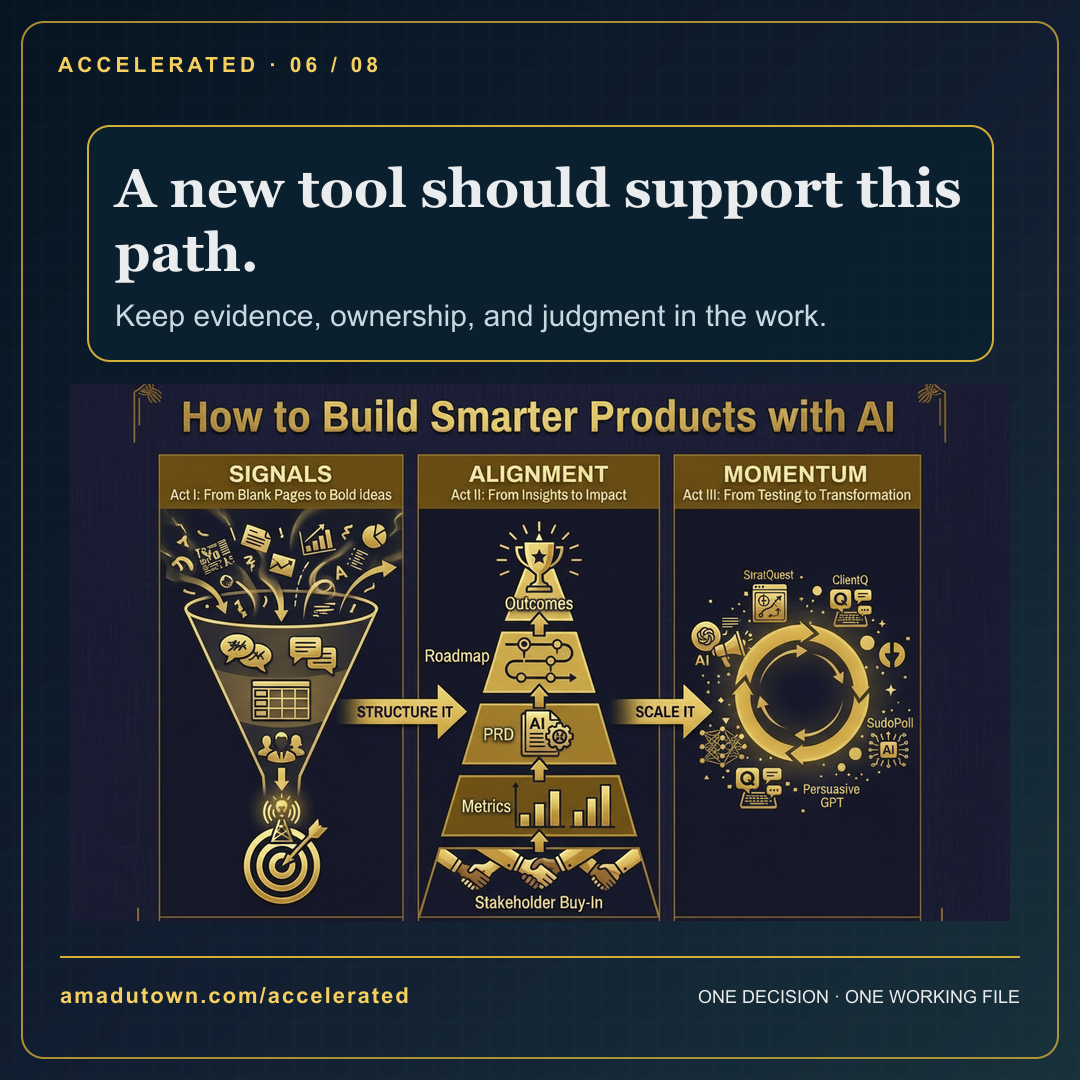 ACCELERATED · 06 / 08
A new tool should support this
path.
Keep evidence, ownership, and judgment in the work.
How to Build Smarter Products with AI
SIGNALS
Act I: From Blank Pages to Bold ideas
ALIGNMENT
Act II: From Insights to Impact
MOMENTUM
Act III: From Testing to Transformation
Outcomes
Roadmap
PRD
AI
Metrics
Stakeholder Buy-In
STRUCTURE IT
SCALE IT
SiratQuest
ClientQ
Q
AI
SudoPoll
AI
Q
Persuasive
GPT
amadutown.com/accelerated
ONE DECISION · ONE WORKING FILE